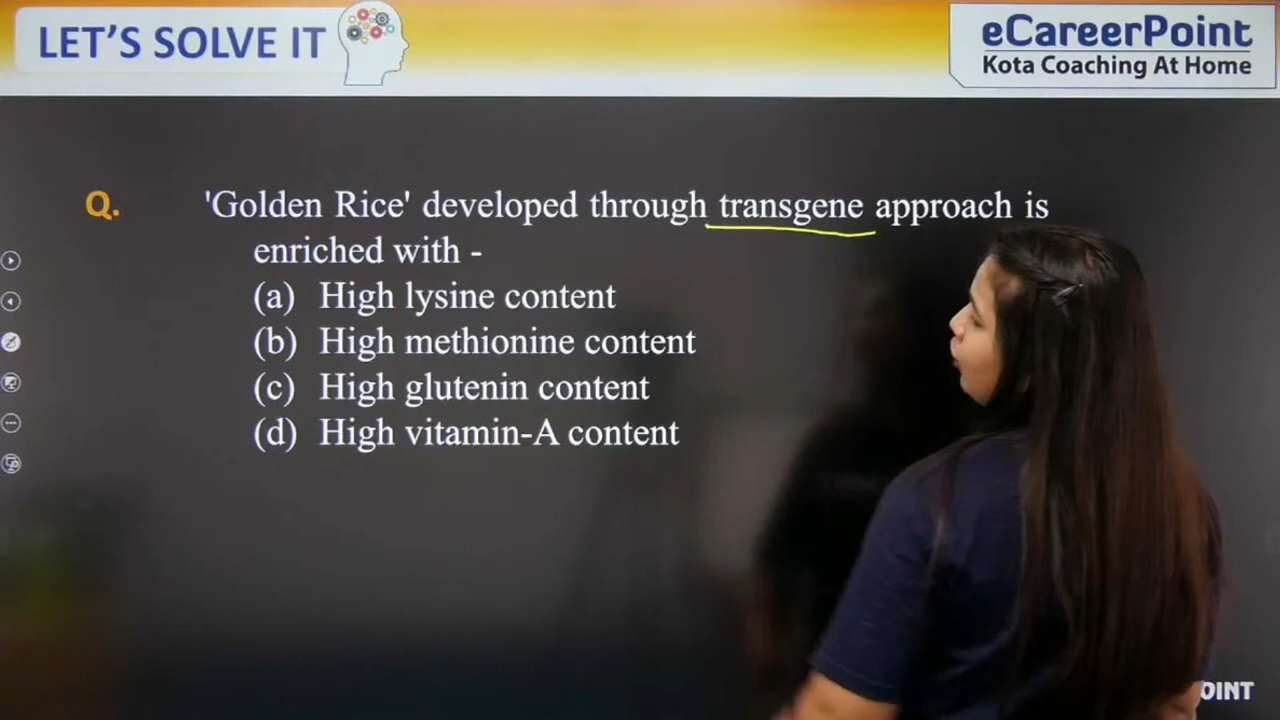 LET'S SOLVE IT
eCareerPoint
Kota Coaching At Home
Q. 'Golden Rice' developed through transgene approach is
enriched with -
(a) High lysine content
(b) High methionine content
(c) High glutenin content
(d) High vitamin-A content
OINT